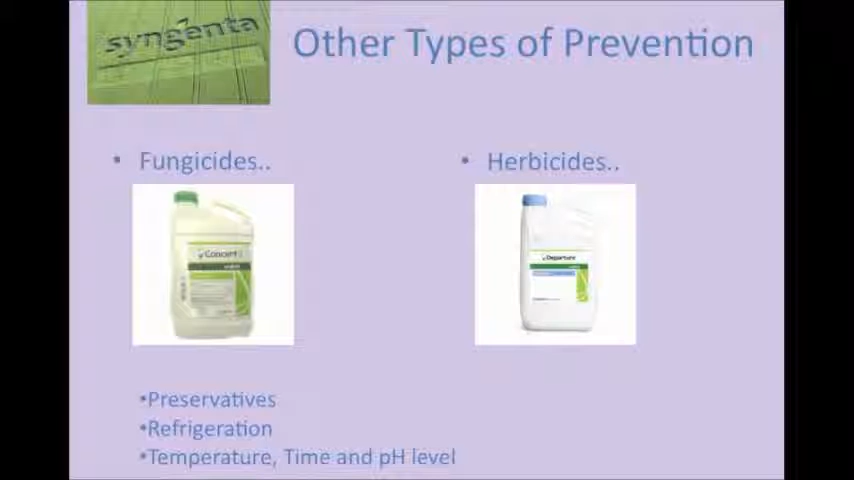 syngenta
Other Types of Prevention
• Fungicides..
• Herbicides..
Concert
Departure
•Preservatives
•Refrigeration
•Temperature, Time and pH level